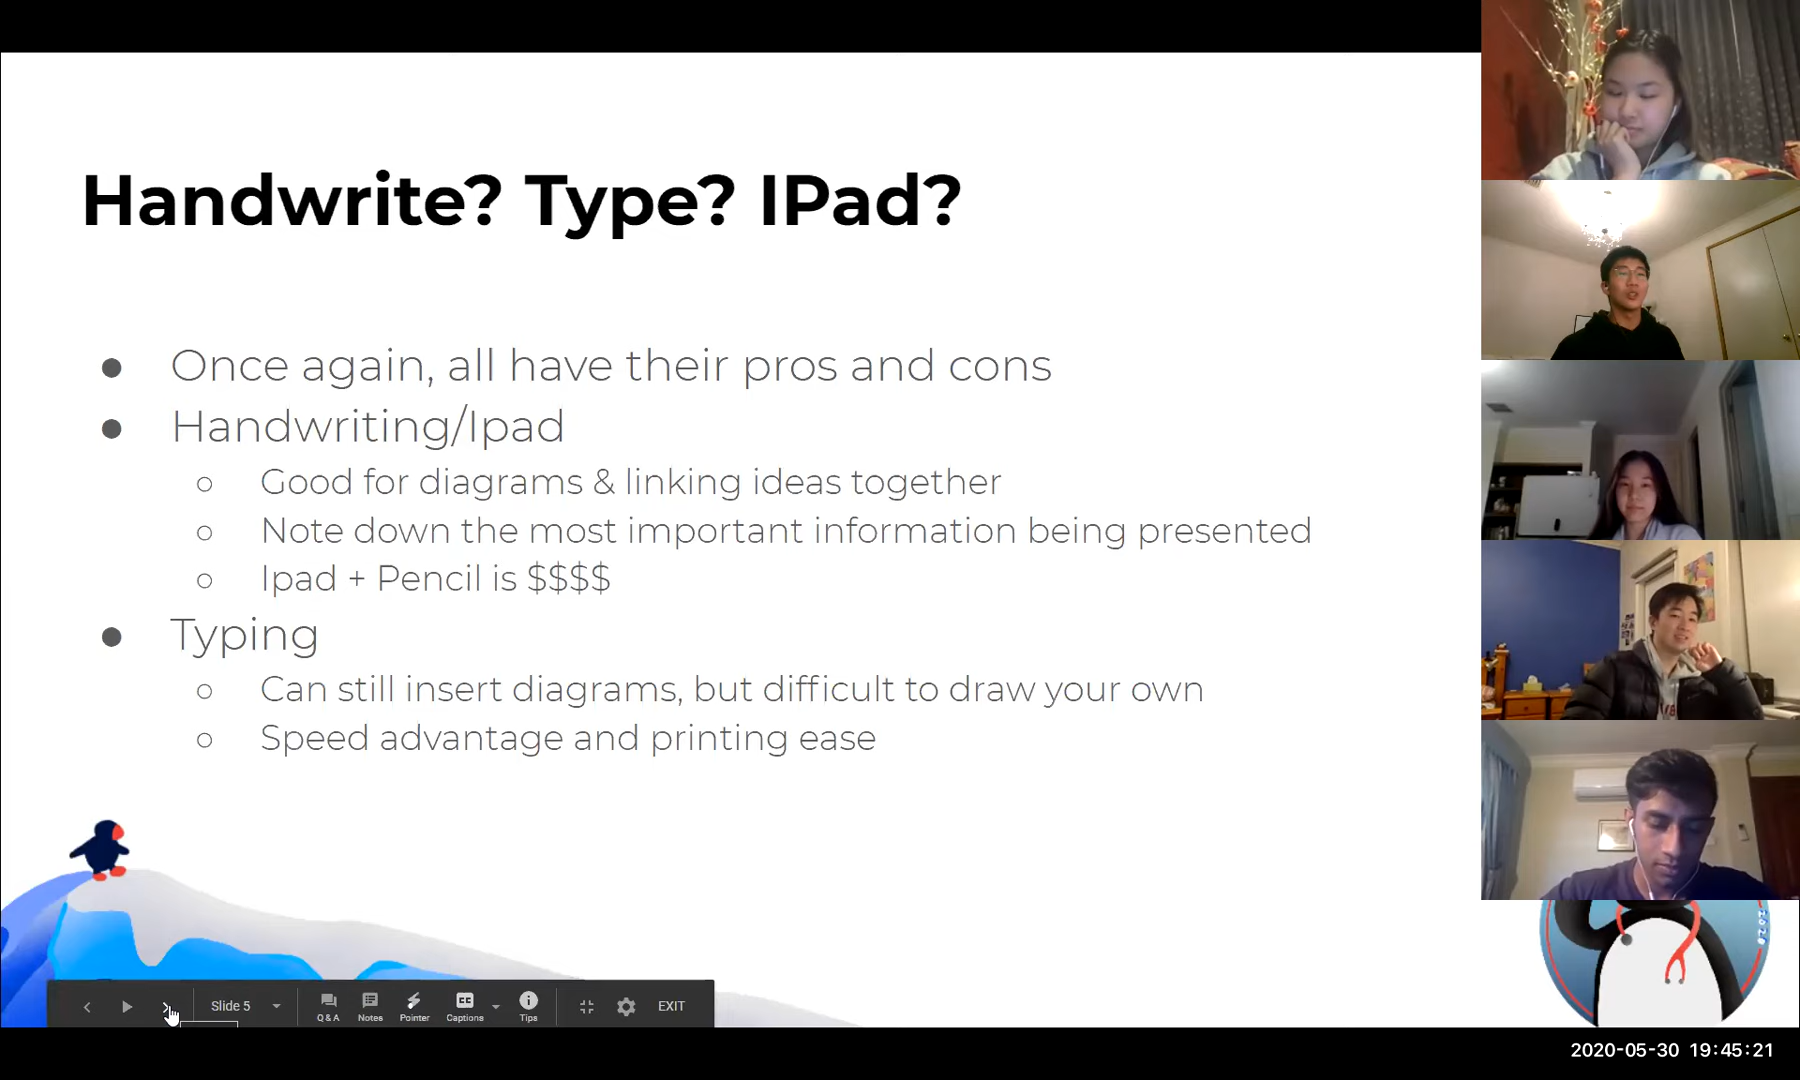 Handwrite? Type? IPad?
● Once again, all have their pros and cons
● Handwriting/Ipad
○ Good for diagrams & linking ideas together
○ Note down the most important information being presented
○ Ipad + Pencil is $$$$
● Typing
○ Can still insert diagrams, but difficult to draw your own
○ Speed advantage and printing ease
2020
Slide 5
Q & A
Notes
Pointer
CC
Captions
Tips
EXIT
2020-05-30 19:45:21